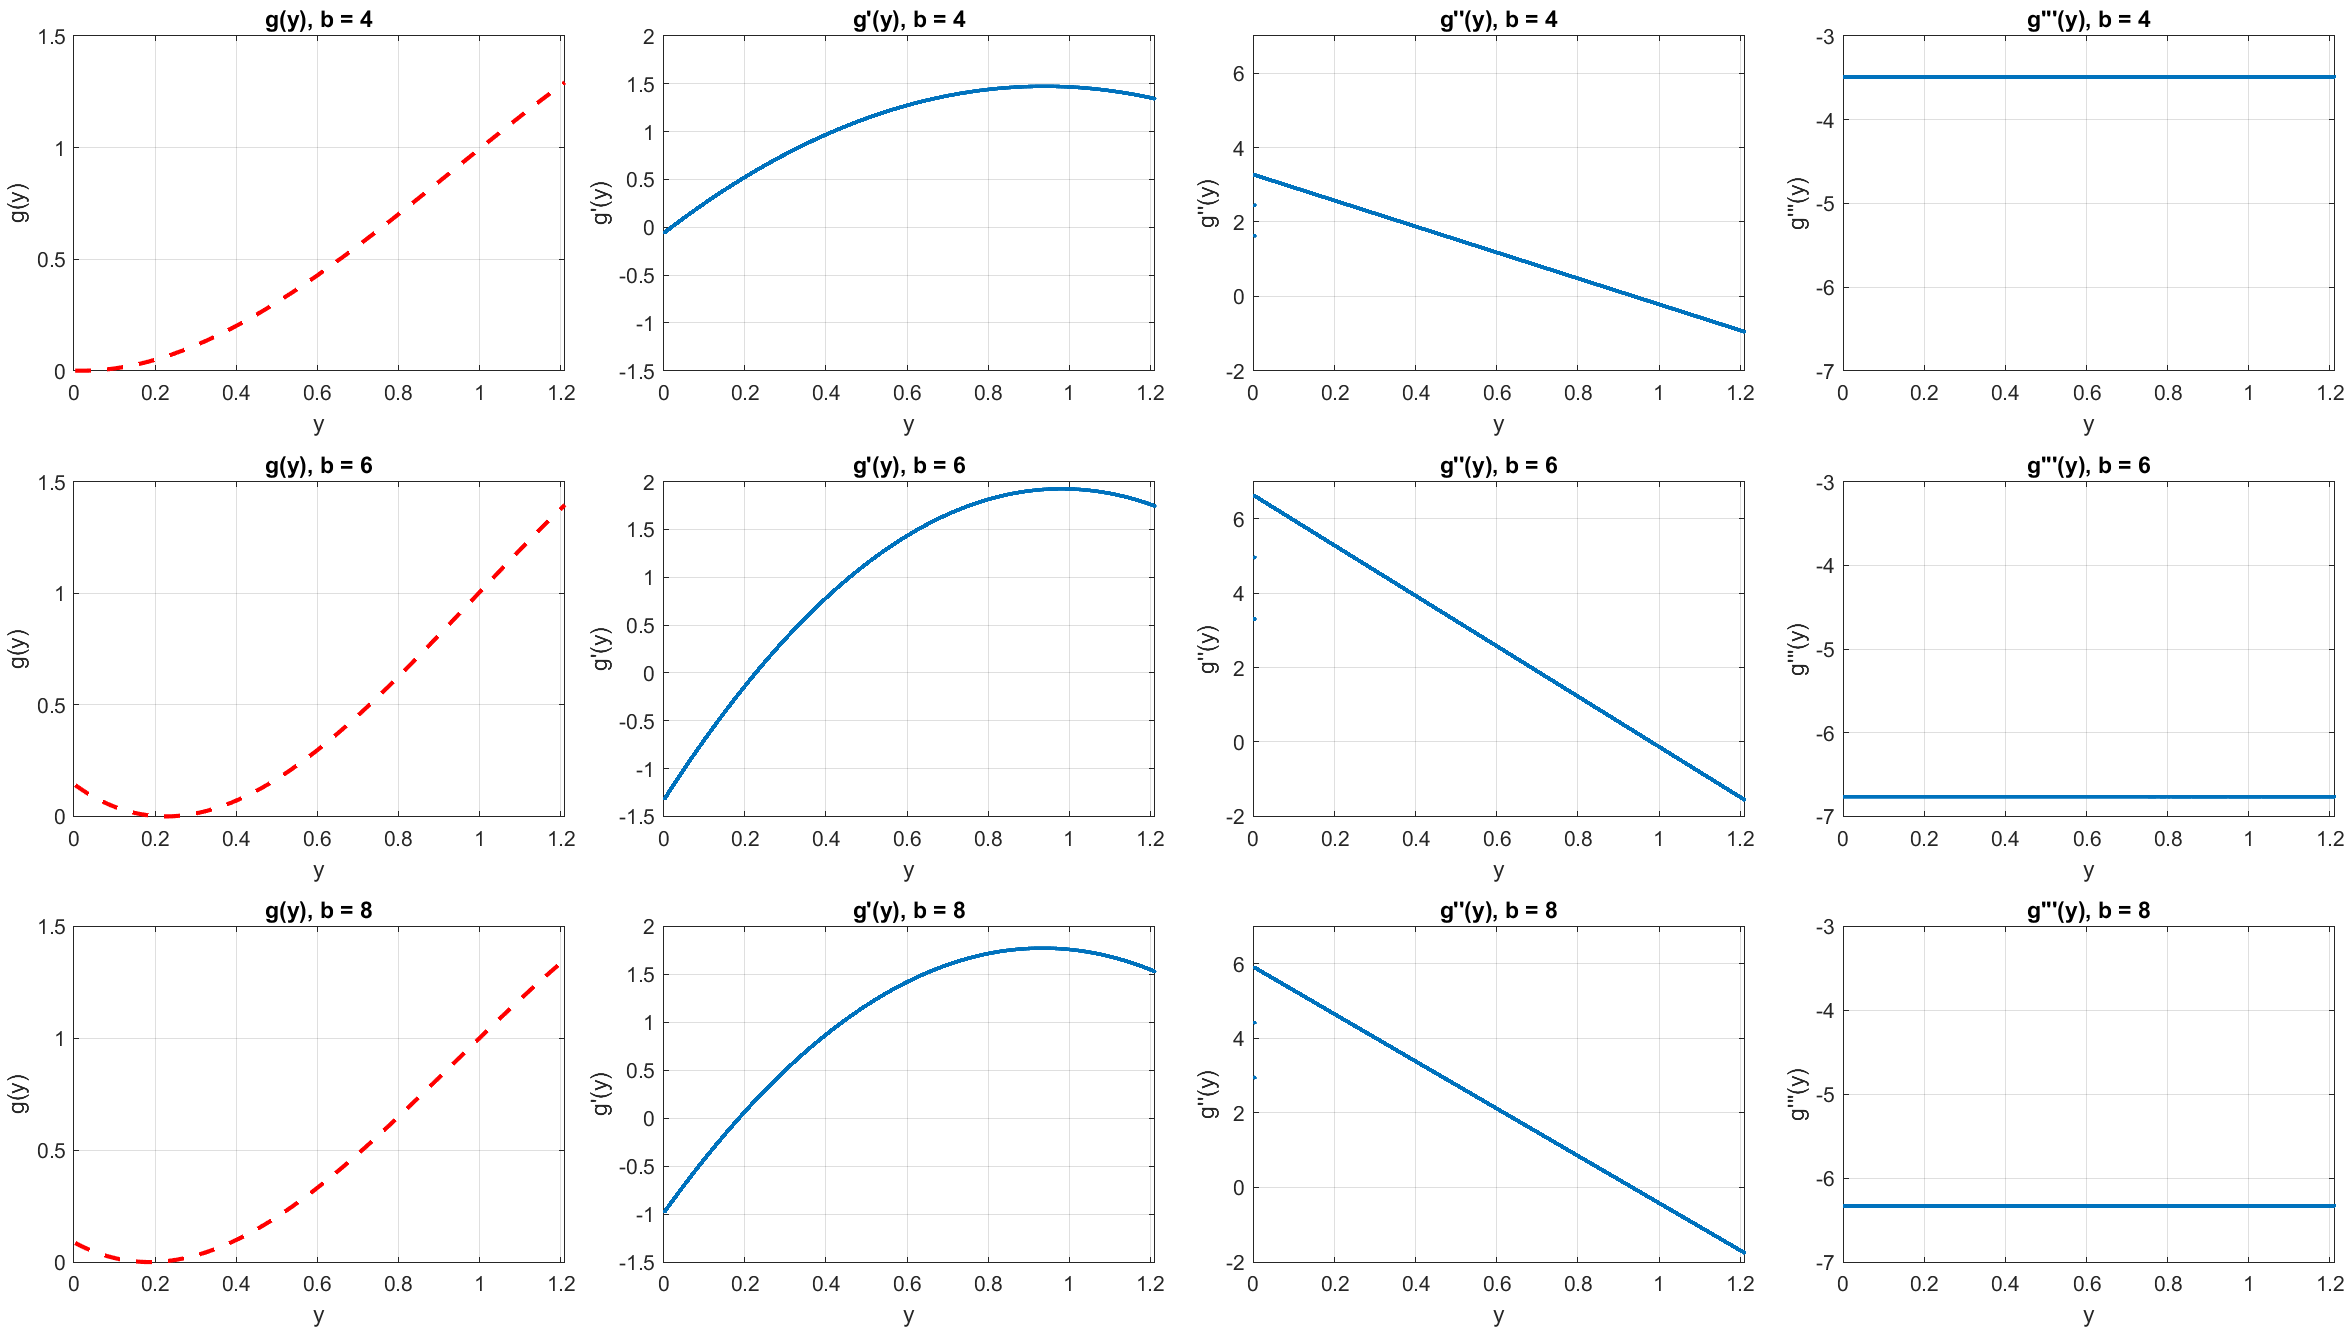 g(y), b = 4
g(y)
1.5
1
0.5
0
0 0.2 0.4 0.6 0.8 1 1.2
y
g'(y), b = 4
g'(y)
2
1.5
1
0.5
0
-0.5
-1
-1.5
0 0.2 0.4 0.6 0.8 1 1.2
y
g''(y), b = 4
g''(y)
6
4
2
0
-2
0 0.2 0.4 0.6 0.8 1 1.2
y
g'''(y), b = 4
g'''(y)
-3
-4
-5
-6
-7
0 0.2 0.4 0.6 0.8 1 1.2
y
g(y), b = 6
g(y)
1.5
1
0.5
0
0 0.2 0.4 0.6 0.8 1 1.2
y
g'(y), b = 6
g'(y)
2
1.5
1
0.5
0
-0.5
-1
-1.5
0 0.2 0.4 0.6 0.8 1 1.2
y
g''(y), b = 6
g''(y)
6
4
2
0
-2
0 0.2 0.4 0.6 0.8 1 1.2
y
g'''(y), b = 6
g'''(y)
-3
-4
-5
-6
-7
0 0.2 0.4 0.6 0.8 1 1.2
y
g(y), b = 8
g(y)
1.5
1
0.5
0
0 0.2 0.4 0.6 0.8 1 1.2
y
g'(y), b = 8
g'(y)
2
1.5
1
0.5
0
-0.5
-1
-1.5
0 0.2 0.4 0.6 0.8 1 1.2
y
g''(y), b = 8
g''(y)
6
4
2
0
-2
0 0.2 0.4 0.6 0.8 1 1.2
y
g'''(y), b = 8
g'''(y)
-3
-4
-5
-6
-7
0 0.2 0.4 0.6 0.8 1 1.2
y